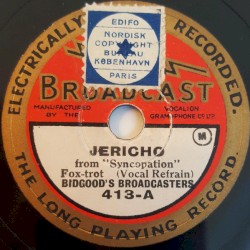 ELECTRICALLY RECORDED.
EDIFO
NORDISK
COPYRIGHT
BUREAU
KØBENHAVN
PARIS
BROADCAST
MANUFACTURED
BY THE
VOCALION
GRAMOPHONE CO LTD
JERICHO
M
from "Syncopation"
Fox-trot (Vocal Refrain)
BIDGOOD'S BROADCASTERS
413-A
THE LONG PLAYING RECORD.